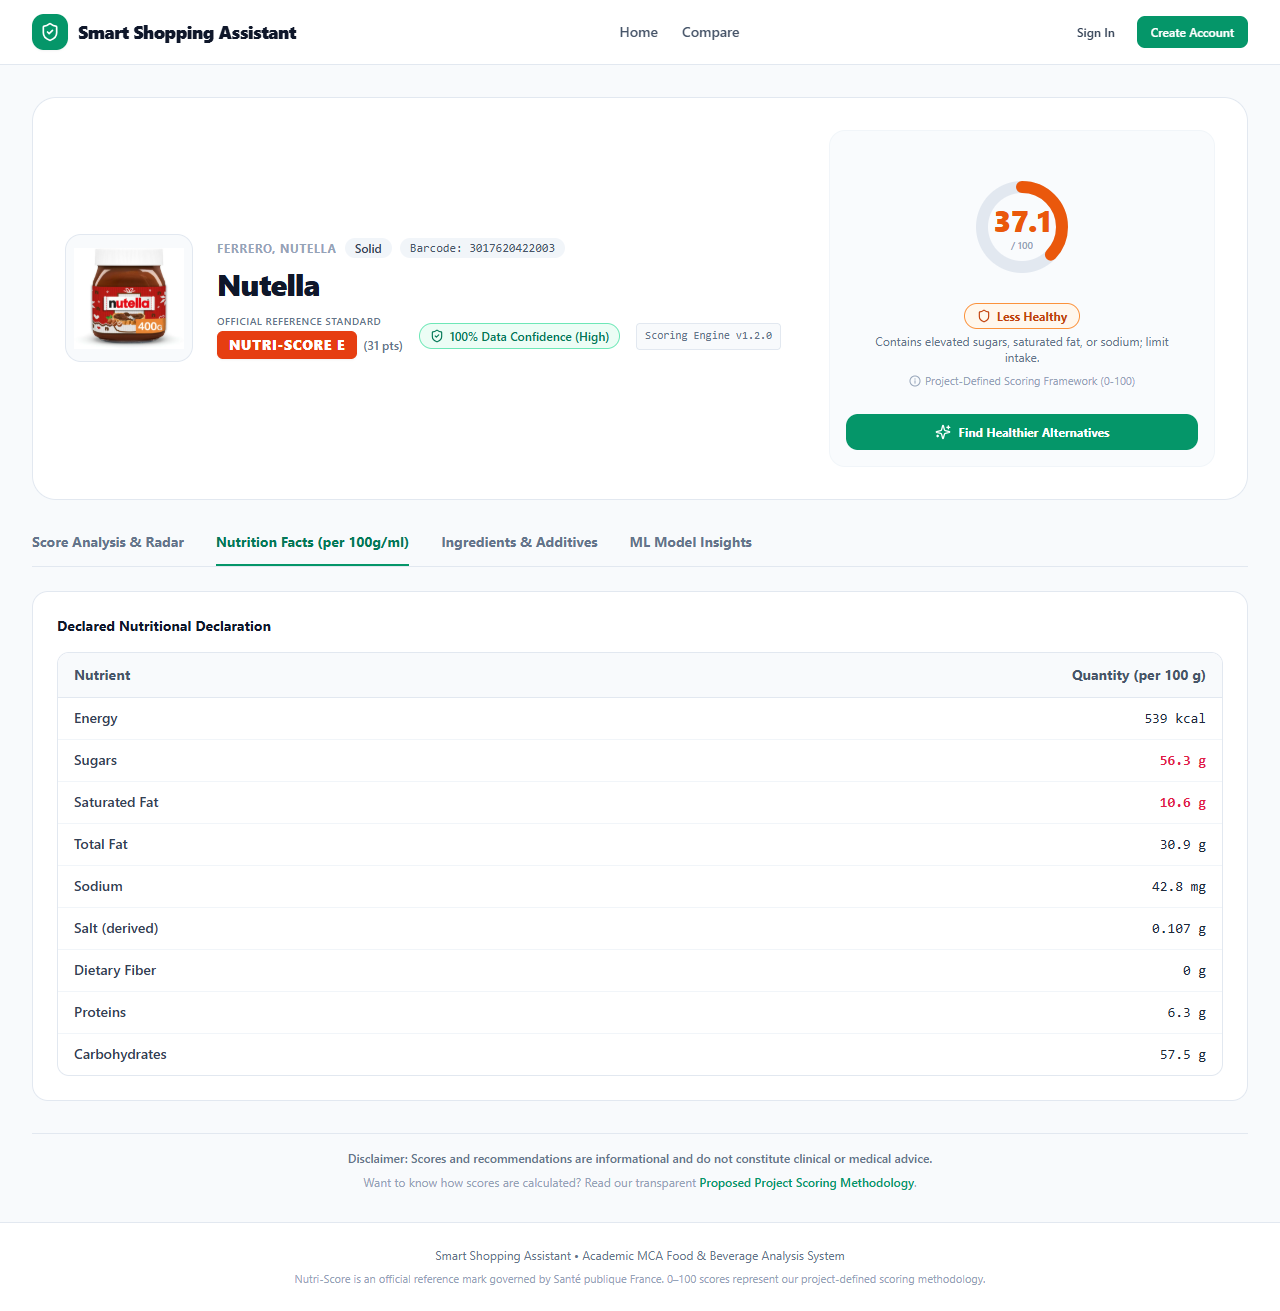 Smart Shopping Assistant
Home
Compare
Sign In
Create Account
FERRERO, NUTELLA
Solid
Barcode: 3017620422003
Nutella
OFFICIAL REFERENCE STANDARD
NUTRI-SCORE E
(31 pts)
100% Data Confidence (High)
Scoring Engine v1.2.0
nutella
400g
37.1
/ 100
Less Healthy
Contains elevated sugars, saturated fat, or sodium; limit
intake.
Project-Defined Scoring Framework (0-100)
Find Healthier Alternatives
Score Analysis & Radar
Nutrition Facts (per 100g/ml)
Ingredients & Additives
ML Model Insights
Declared Nutritional Declaration
Nutrient Quantity (per 100 g)
Energy 539 kcal
Sugars 56.3 g
Saturated Fat 10.6 g
Total Fat 30.9 g
Sodium 42.8 mg
Salt (derived) 0.107 g
Dietary Fiber 0 g
Proteins 6.3 g
Carbohydrates 57.5 g
Disclaimer: Scores and recommendations are informational and do not constitute clinical or medical advice.
Want to know how scores are calculated? Read our transparent Proposed Project Scoring Methodology.
Smart Shopping Assistant • Academic MCA Food & Beverage Analysis System
Nutri-Score is an official reference mark governed by Santé publique France. 0–100 scores represent our project-defined scoring methodology.